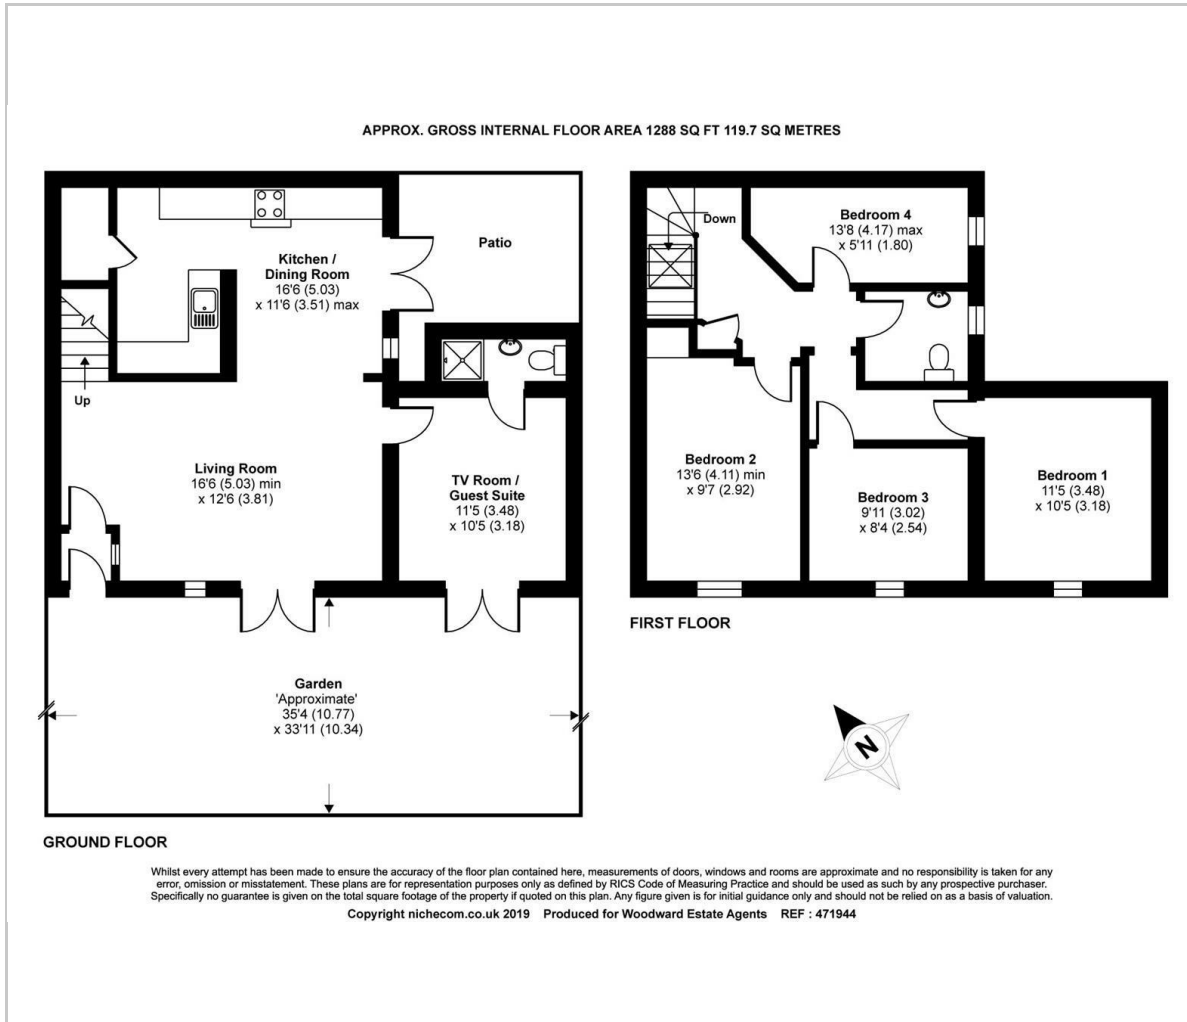 APPROX. GROSS INTERNAL FLOOR AREA 1288 SQ FT 119.7 SQ METRES
Kitchen /
Dining Room
16'6 (5.03)
x 11'6 (3.51) max
Patio
Up
Living Room
16'6 (5.03) min
x 12'6 (3.81)
TV Room /
Guest Suite
11'5 (3.48)
x 10'5 (3.18)
Garden
'Approximate'
35'4 (10.77)
x 33'11 (10.34)
GROUND FLOOR
Down
Bedroom 4
13'8 (4.17) max
x 5'11 (1.80)
Bedroom 2
13'6 (4.11) min
x 9'7 (2.92)
Bedroom 3
9'11 (3.02)
x 8'4 (2.54)
Bedroom 1
11'5 (3.48)
x 10'5 (3.18)
FIRST FLOOR
N
Whilst every attempt has been made to ensure the accuracy of the floor plan contained here, measurements of doors, windows and rooms are approximate and no responsibility is taken for any
error, omission or misstatement. These plans are for representation purposes only as defined by RICS Code of Measuring Practice and should be used as such by any prospective purchaser.
Specifically no guarantee is given on the total square footage of the property if quoted on this plan. Any figure given is for initial guidance only and should not be relied on as a basis of valuation.
Copyright nichecom.co.uk 2019 Produced for Woodward Estate Agents REF : 471944